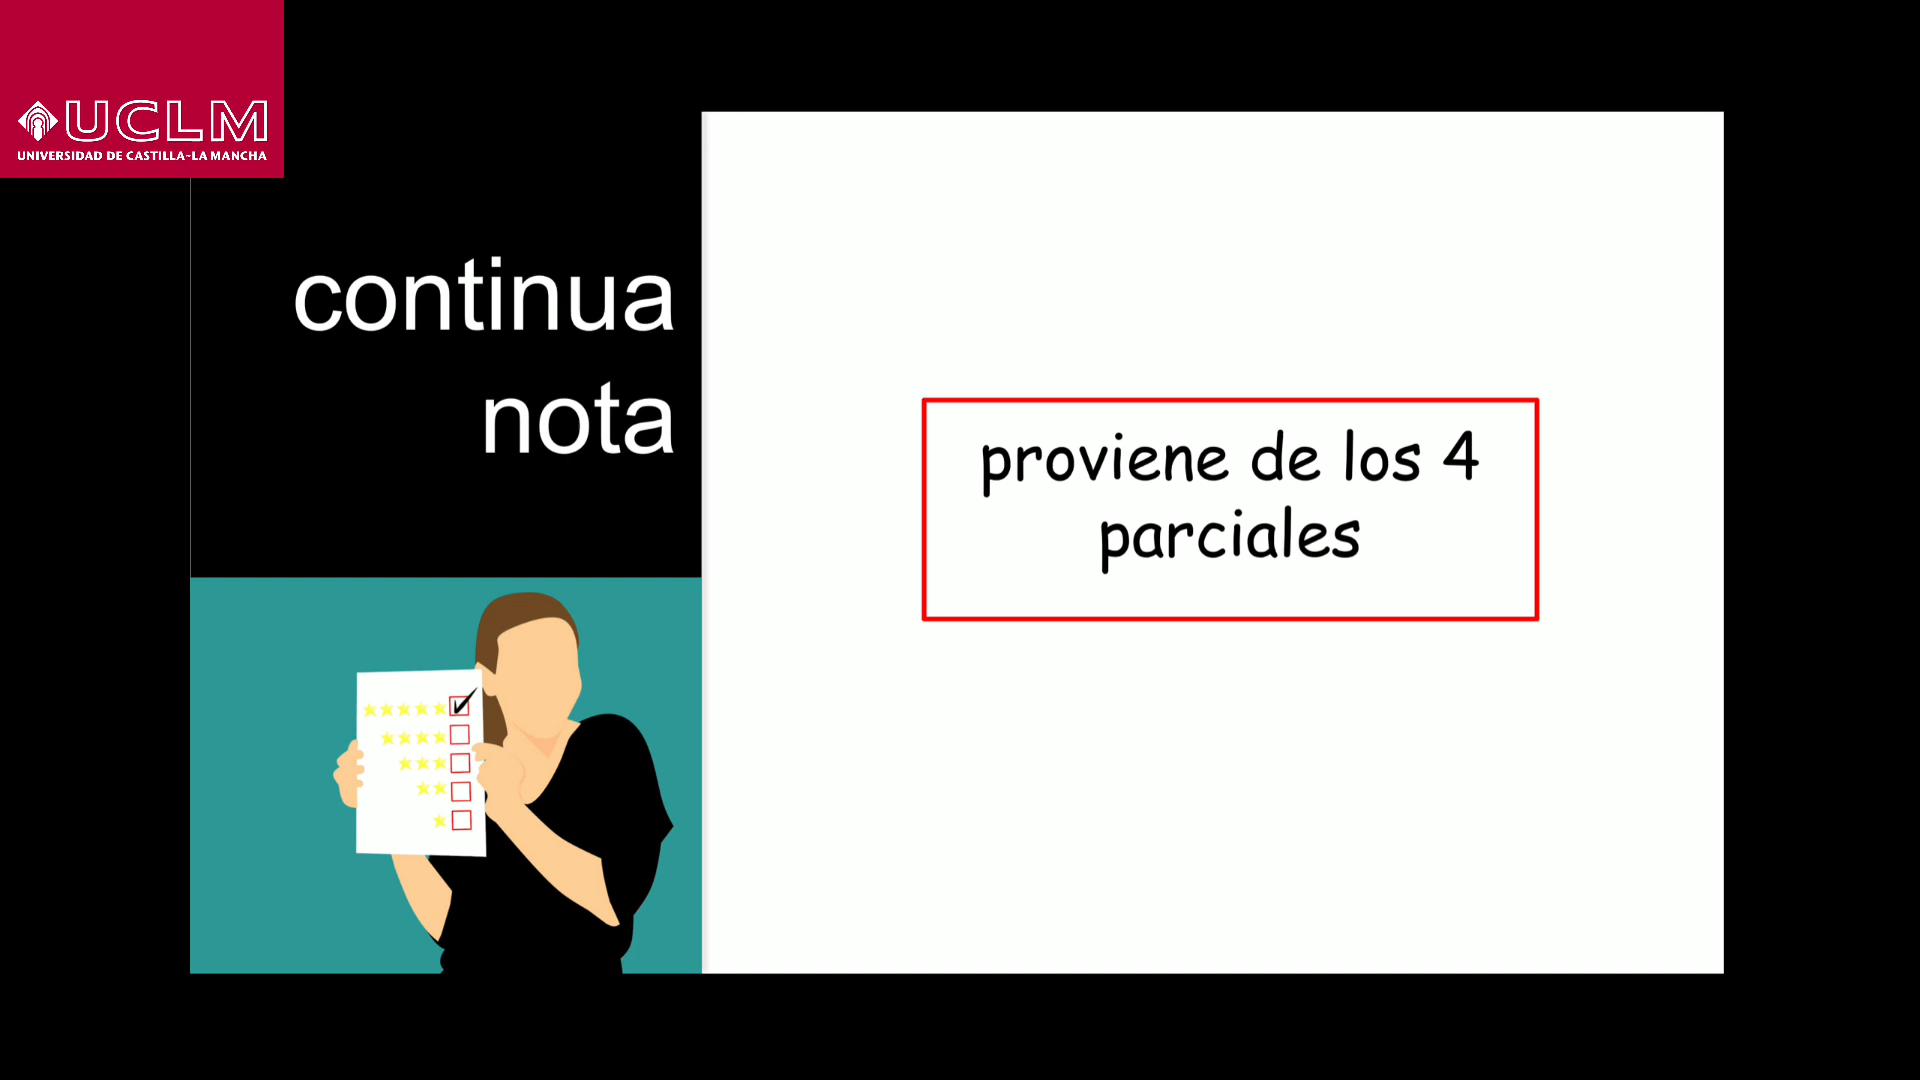 UCLM
UNIVERSIDAD DE CASTILLA-LA MANCHA
continua
nota
proviene de los 4
parciales